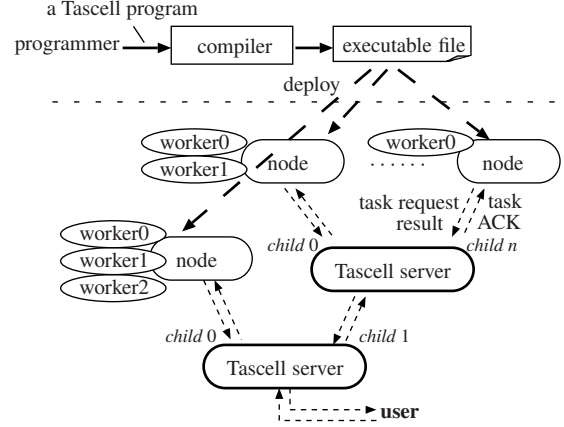 a Tascell program
programmer
compiler
executable file
deploy
worker0
worker1
node
. . . . . .
worker0
node
task request
result
task
ACK
child 0
child n
Tascell server
worker0
worker1
worker2
node
child 0
child 1
Tascell server
user